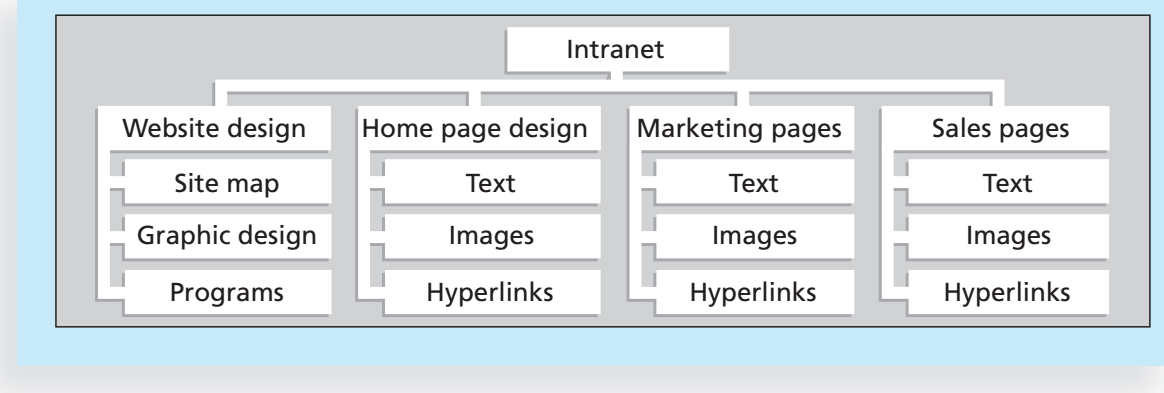 Intranet
Website design
Site map
Graphic design
Programs
Home page design
Text
Images
Hyperlinks
Marketing pages
Text
Images
Hyperlinks
Sales pages
Text
Images
Hyperlinks